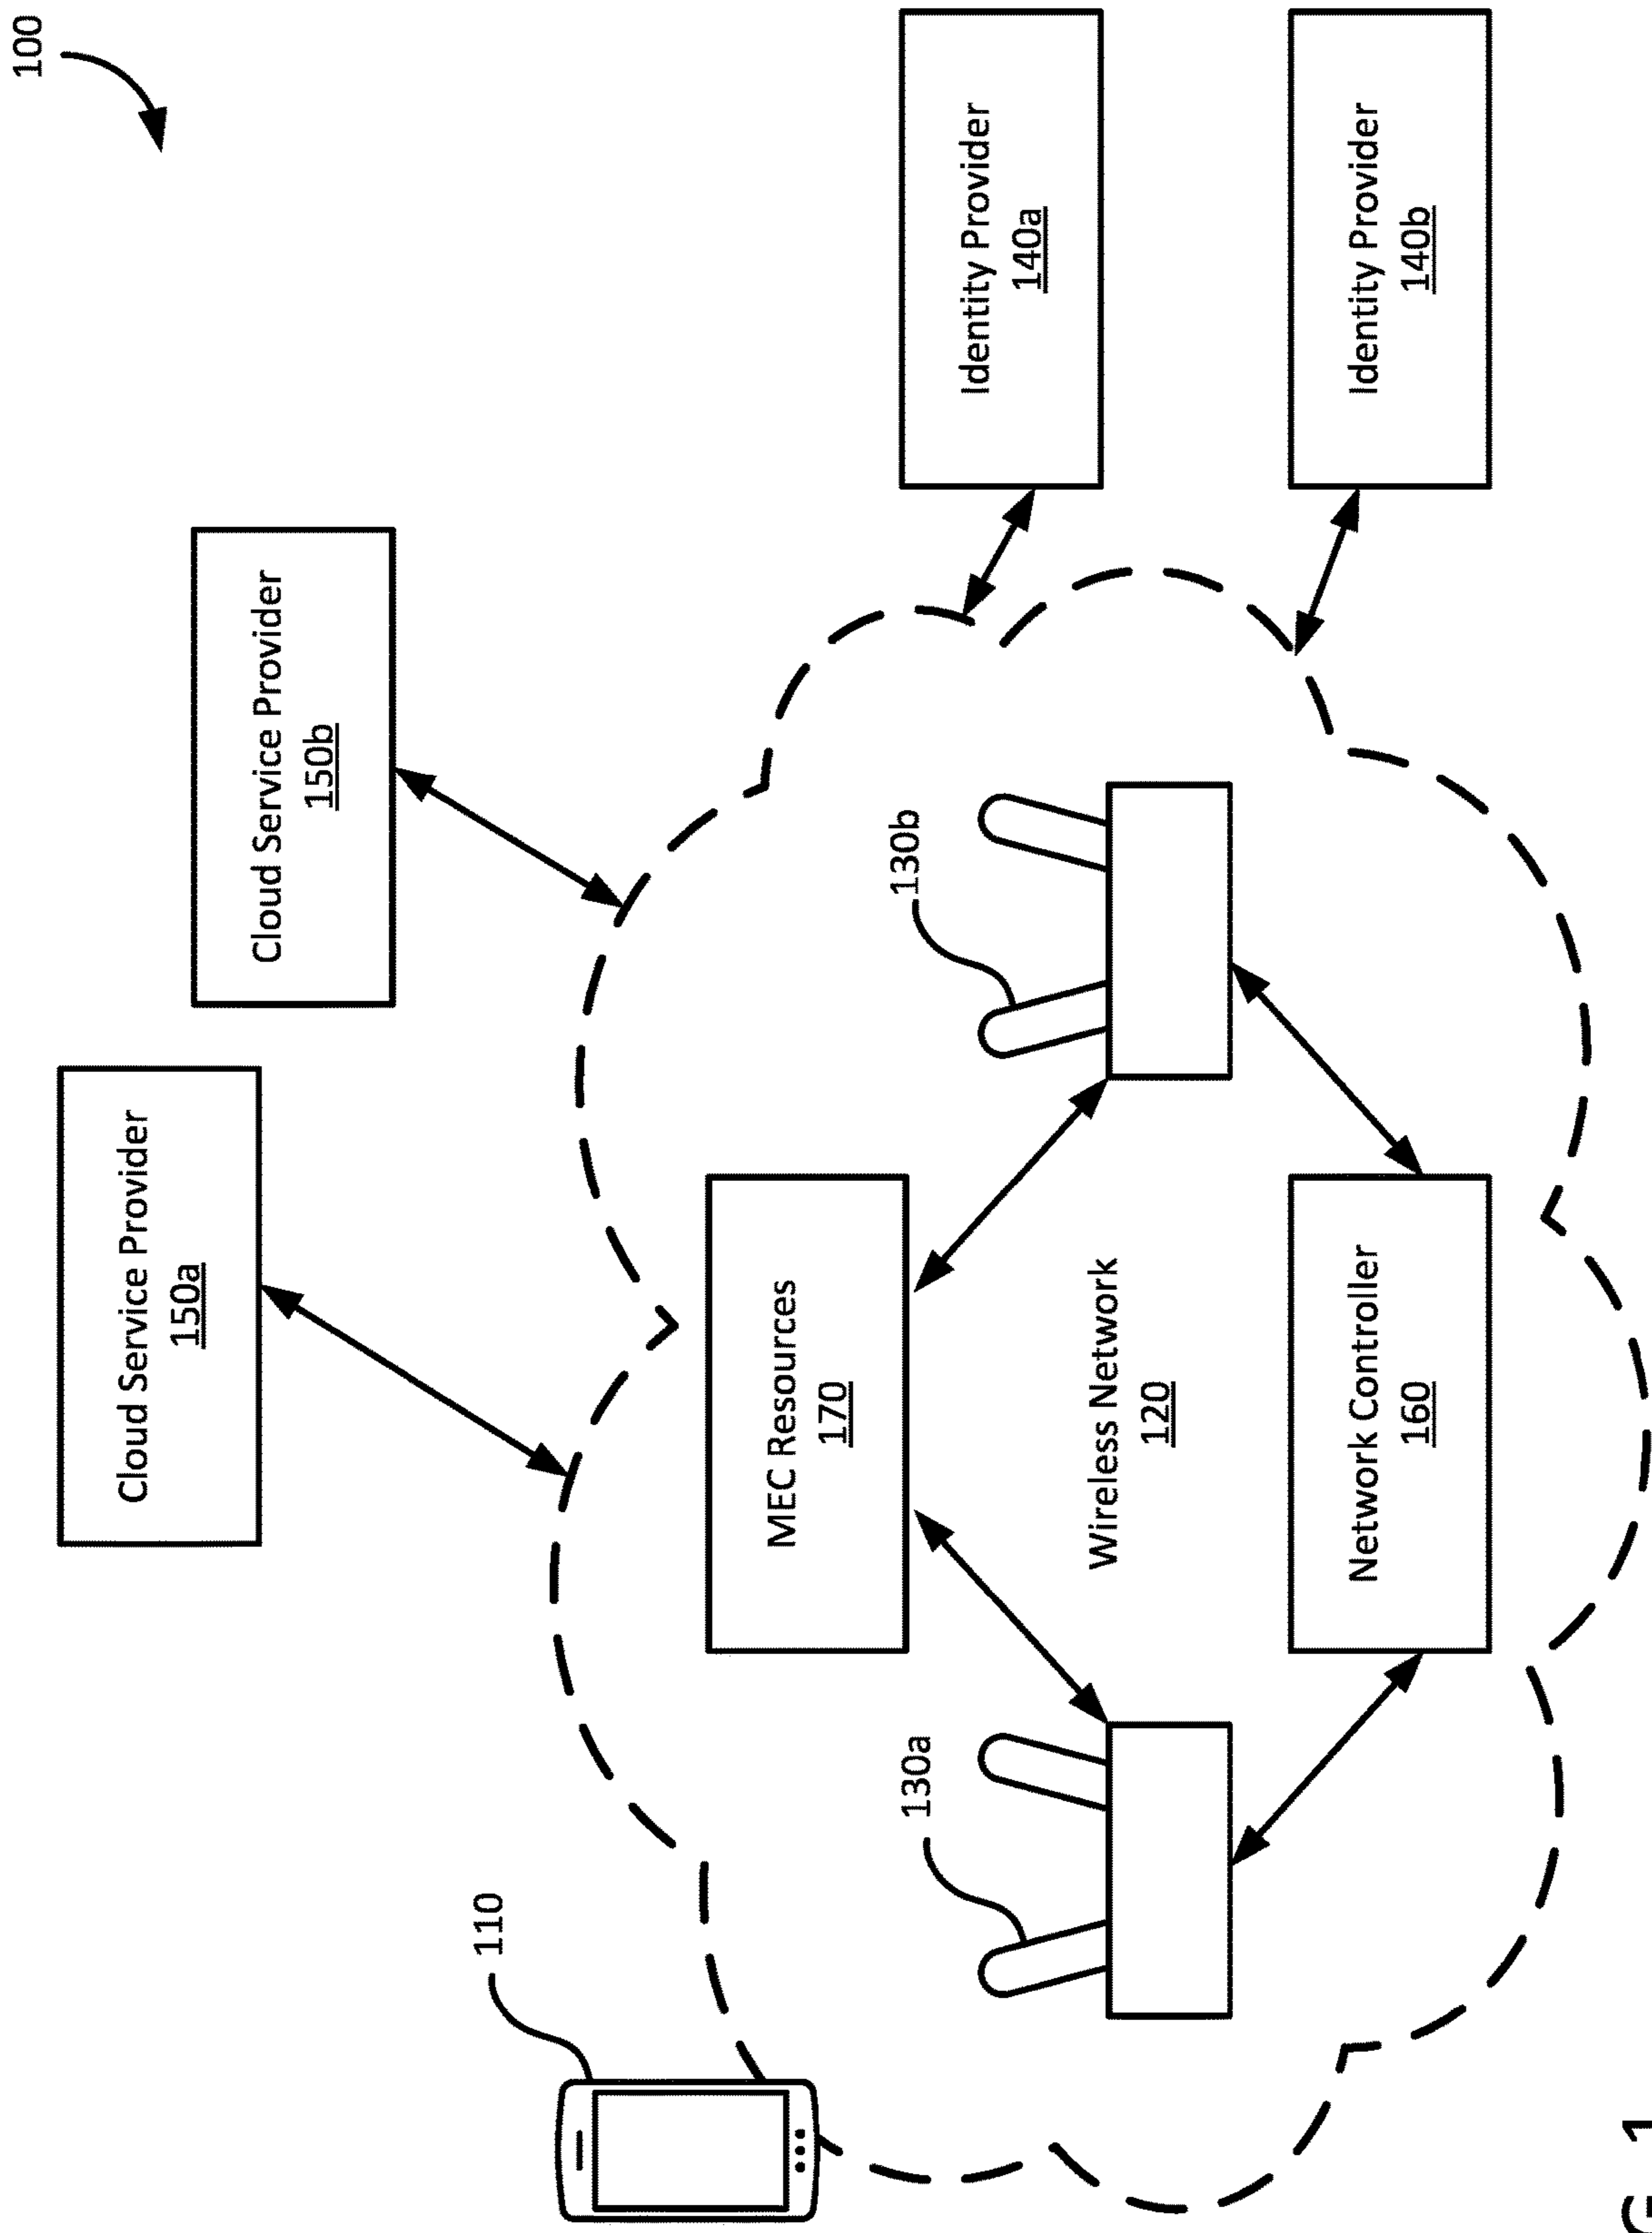 100
Cloud Service Provider
150a
Cloud Service Provider
150b
110
MEC Resources
170
130a
130b
Identity Provider
140a
Wireless Network
120
Network Controller
160
Identity Provider
140b